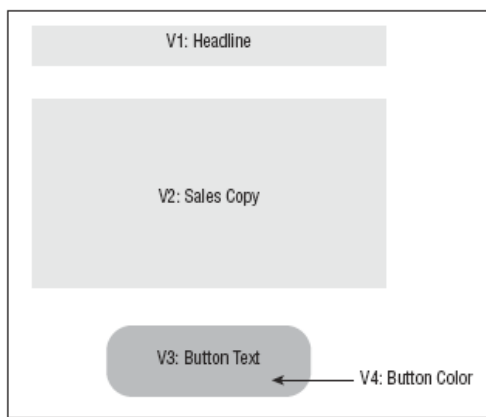 V1: Headline
V2: Sales Copy
V3: Button Text
V4: Button Color